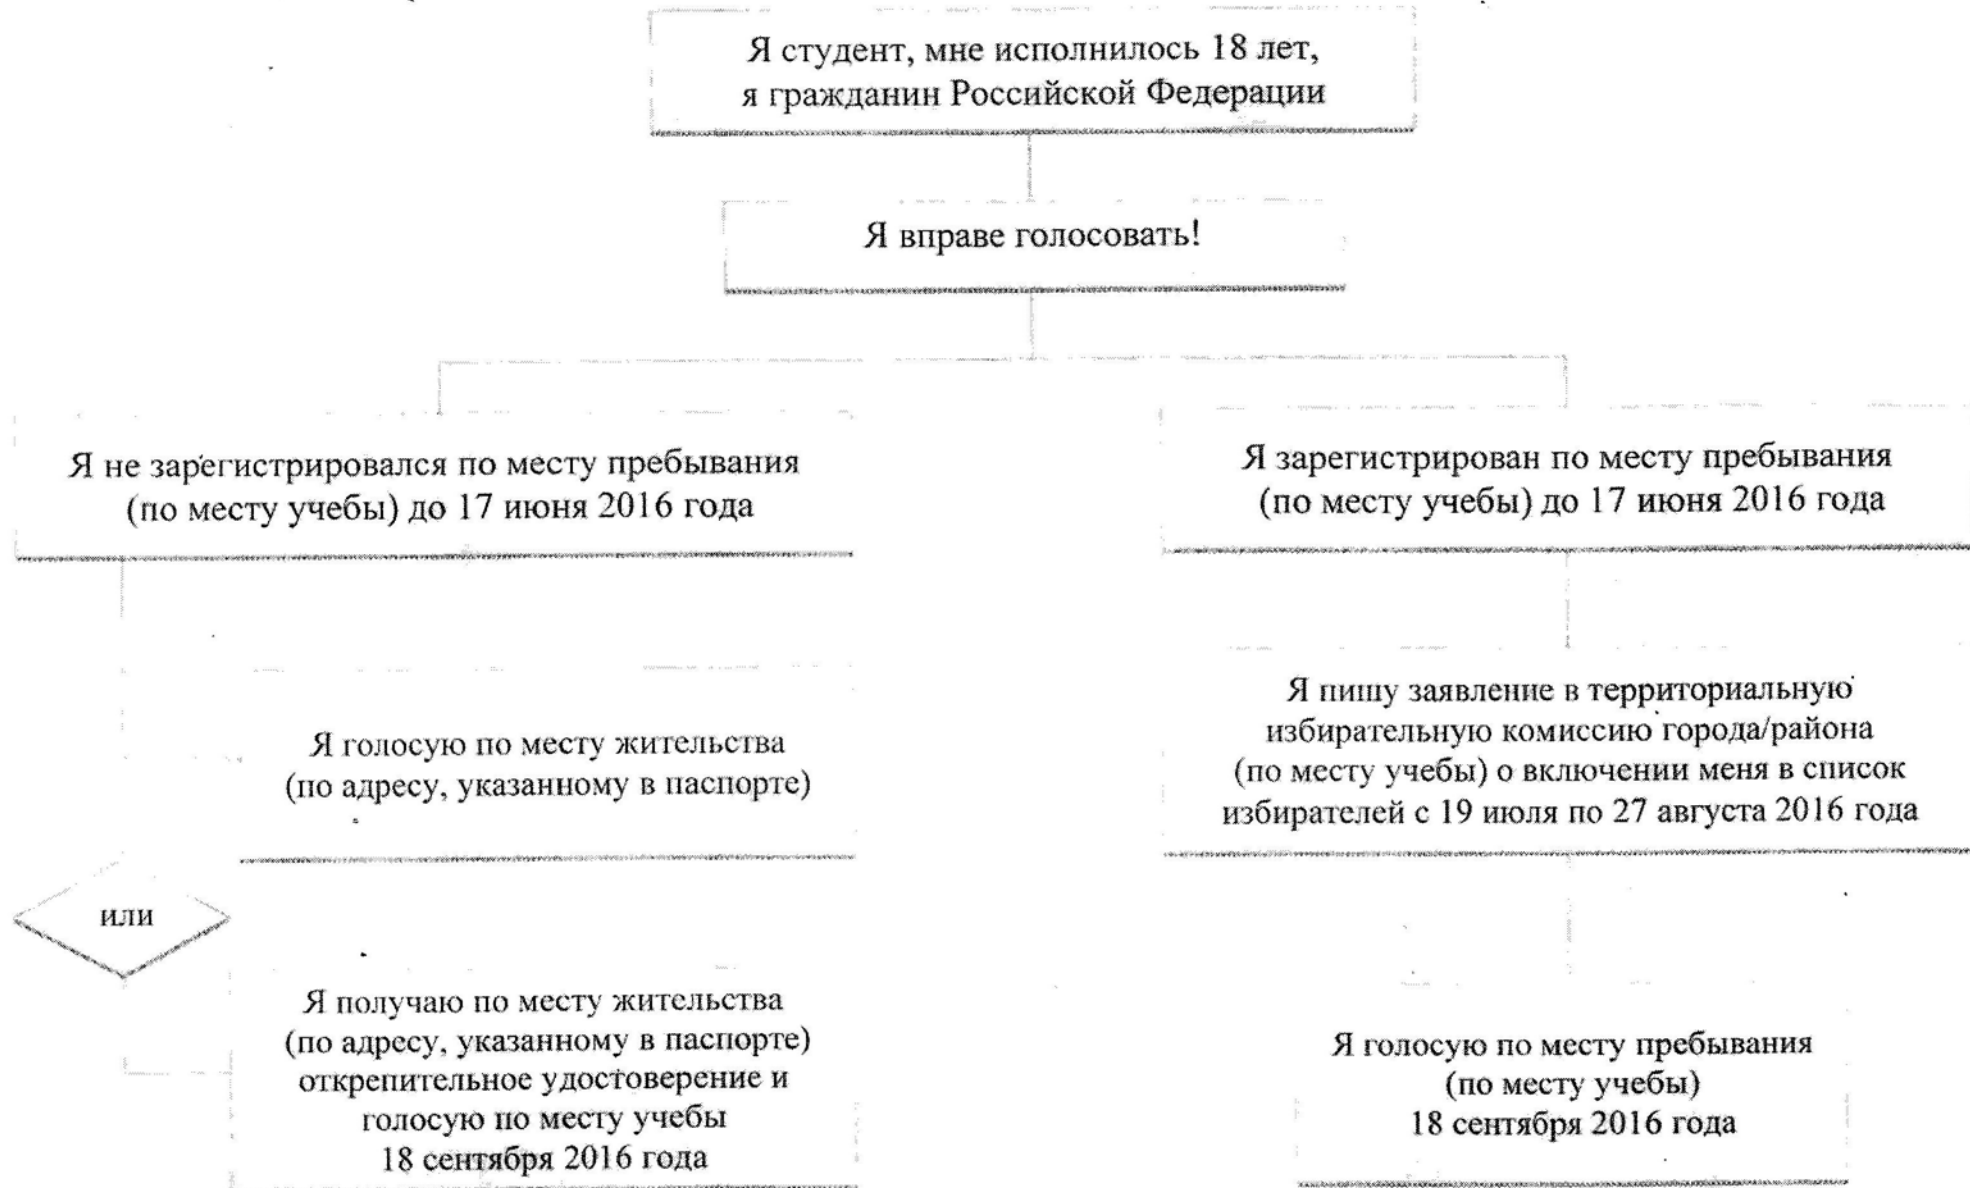 Я студент, мне исполнилось 18 лет,
я гражданин Российской Федерации
Я вправе голосовать!
Я не зарегистрировался по месту пребывания
(по месту учебы) до 17 июня 2016 года
Я зарегистрирован по месту пребывания
(по месту учебы) до 17 июня 2016 года
Я голосую по месту жительства
(по адресу, указанному в паспорте)
Я пишу заявление в территориальную
избирательную комиссию города/района
(по месту учебы) о включении меня в список
избирателей с 19 июля по 27 августа 2016 года
или
Я получаю по месту жительства
(по адресу, указанному в паспорте)
открепительное удостоверение и
голосую по месту учебы
18 сентября 2016 года
Я голосую по месту пребывания
(по месту учебы)
18 сентября 2016 года